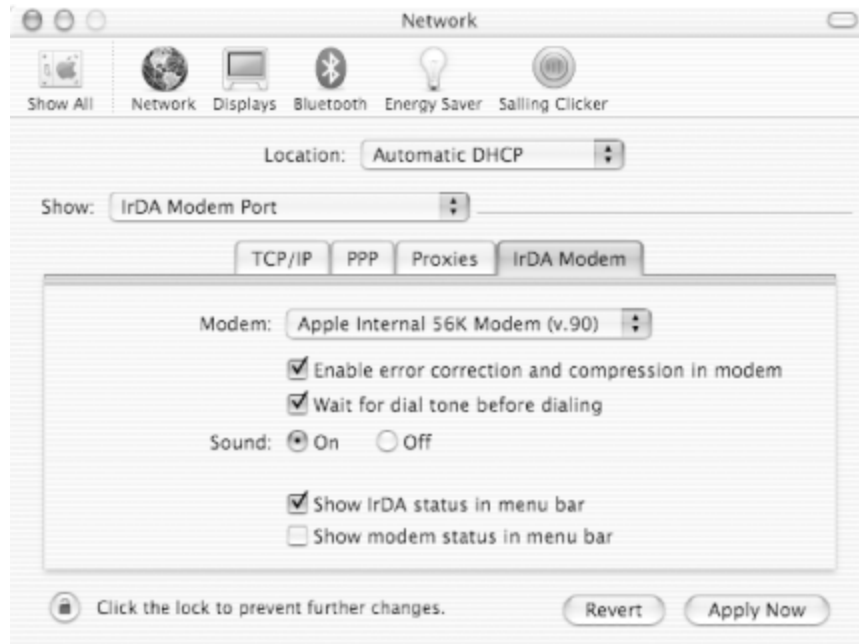 Network
Show All Network Displays Bluetooth Energy Saver Salling Clicker
Location: Automatic DHCP
Show: IrDA Modem Port
TCP/IP PPP Proxies IrDA Modem
Modem: Apple Internal 56K Modem (v.90)
Enable error correction and compression in modem
Wait for dial tone before dialing
Sound: On Off
Show IrDA status in menu bar
Show modem status in menu bar
Click the lock to prevent further changes. Revert Apply Now